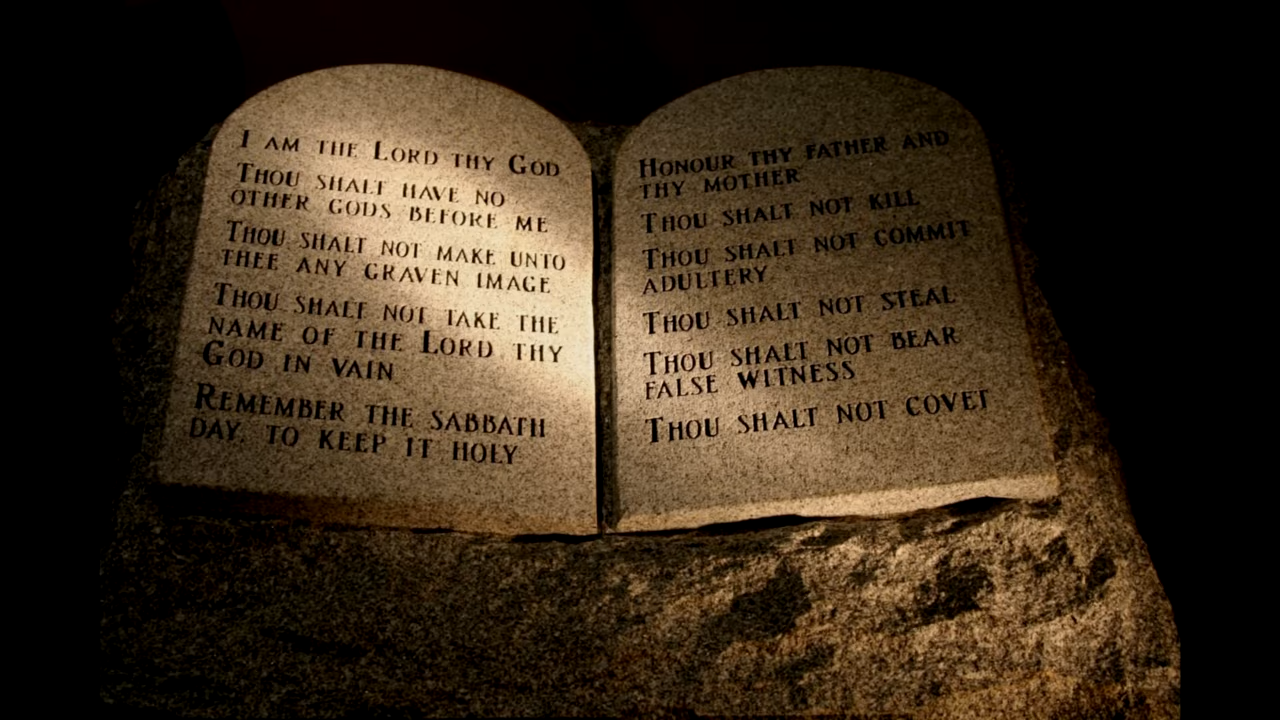 I AM THE LORD THY GOD
THOU SHALT HAVE NO
OTHER GODS BEFORE ME
THOU SHALT NOT MAKE UNTO
THEE ANY GRAVEN IMAGE
THOU SHALT NOT TAKE THE
NAME OF THE LORD THY
GOD IN VAIN
REMEMBER THE SABBATH
DAY, TO KEEP IT HOLY
HONOUR THY FATHER AND
THY MOTHER
THOU SHALT NOT KILL
THOU SHALT NOT COMMIT
ADULTERY
THOU SHALT NOT STEAL
THOU SHALT NOT BEAR
FALSE WITNESS
THOU SHALT NOT COVET